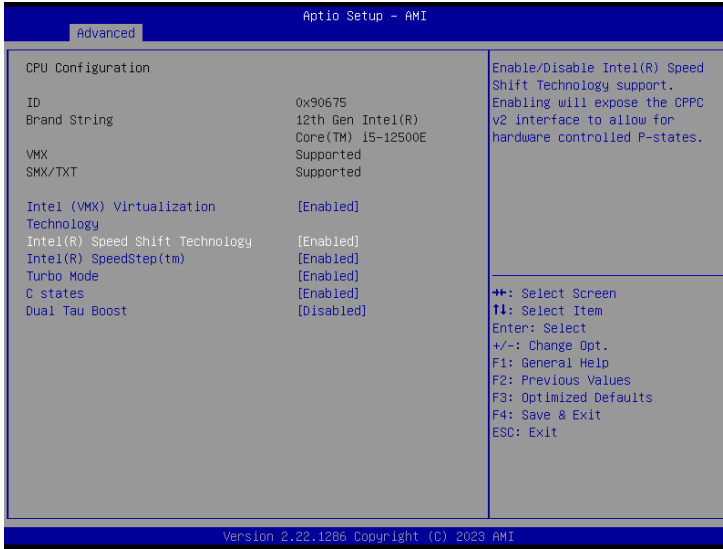 Aptio Setup – AMI
Advanced
CPU Configuration
ID 0x90675
Brand String 12th Gen Intel(R)
Core(TM) i5-12500E
VMX Supported
SMX/TXT Supported
Intel (VMX) Virtualization [Enabled]
Technology
Intel(R) Speed Shift Technology [Enabled]
Intel(R) SpeedStep(tm) [Enabled]
Turbo Mode [Enabled]
C states [Enabled]
Dual Tau Boost [Disabled]
Enable/Disable Intel(R) Speed
Shift Technology support.
Enabling will expose the CPPC
v2 interface to allow for
hardware controlled P-states.
→←: Select Screen
↑↓: Select Item
Enter: Select
+/-: Change Opt.
F1: General Help
F2: Previous Values
F3: Optimized Defaults
F4: Save & Exit
ESC: Exit
Version 2.22.1286 Copyright (C) 2023 AMI